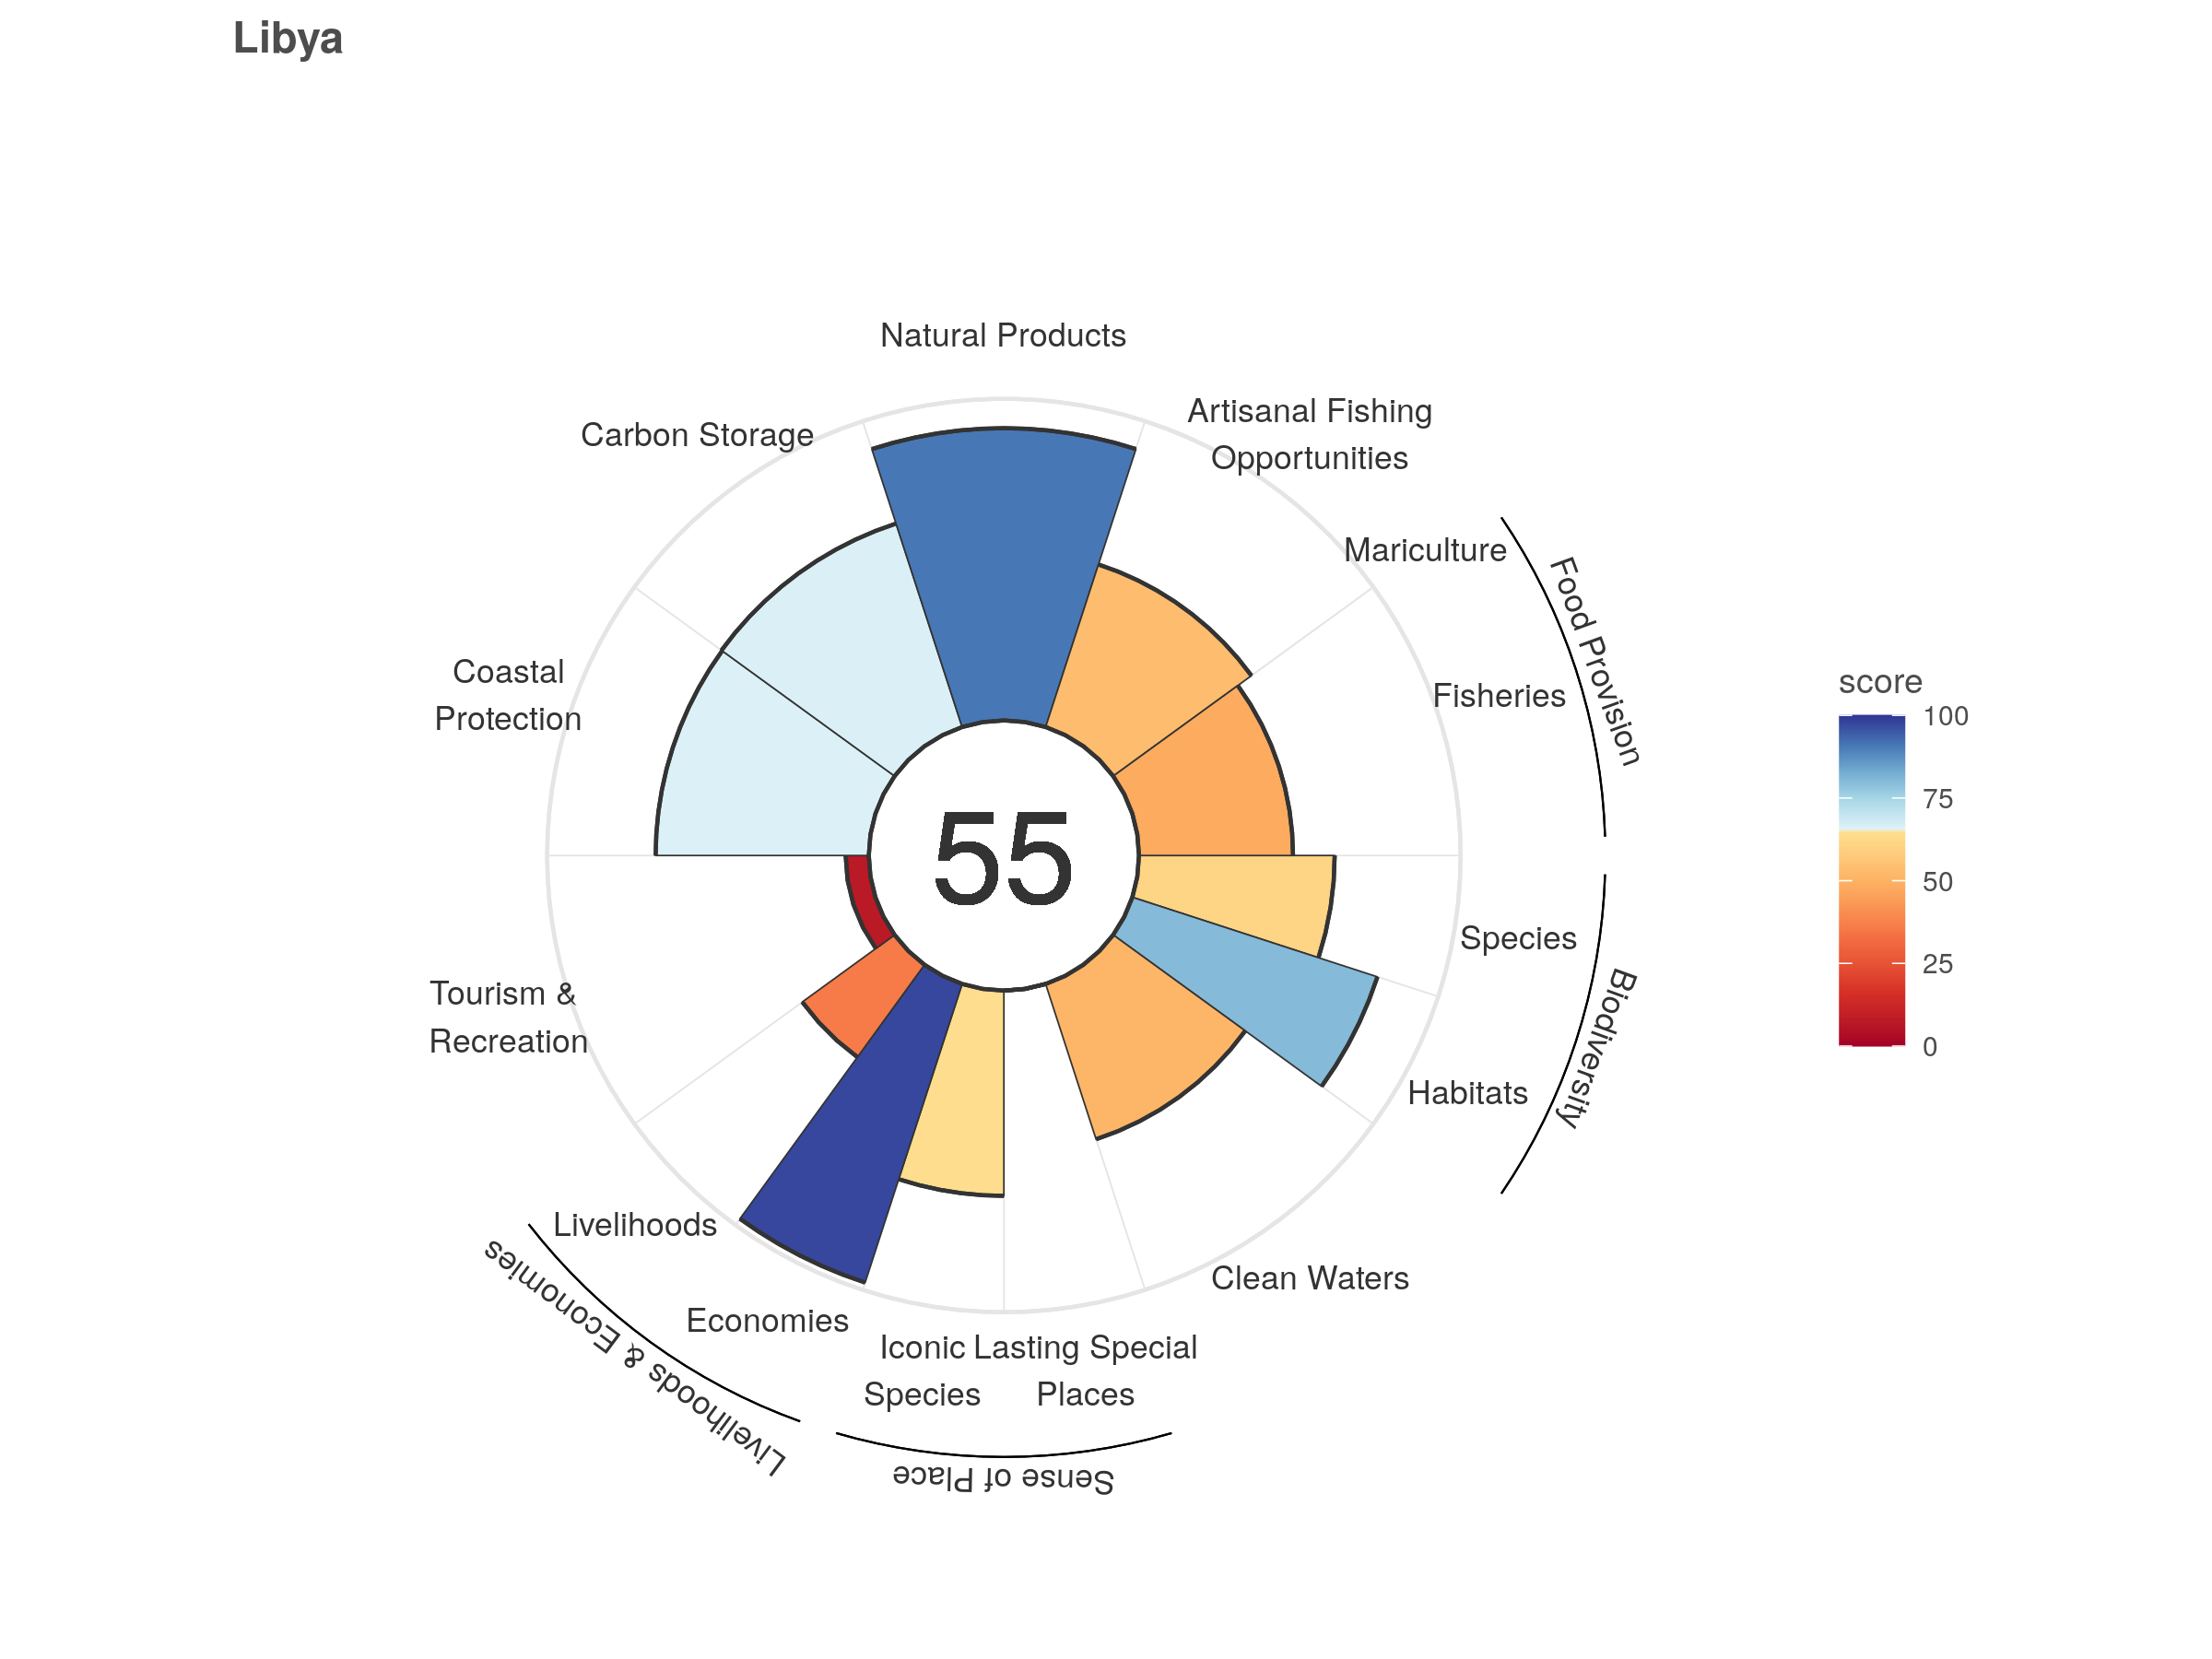 Libya
Natural Products
Artisanal Fishing
Opportunities
Carbon Storage
Mariculture
Food Provision
Coastal
Protection
Fisheries
score
100
75
50
25
0
55
Species
Biodiversity
Tourism &
Recreation
Habitats
Livelihoods
Clean Waters
Economies
Livelihoods & Economies
Iconic
Species
Lasting Special
Places
Sense of Place